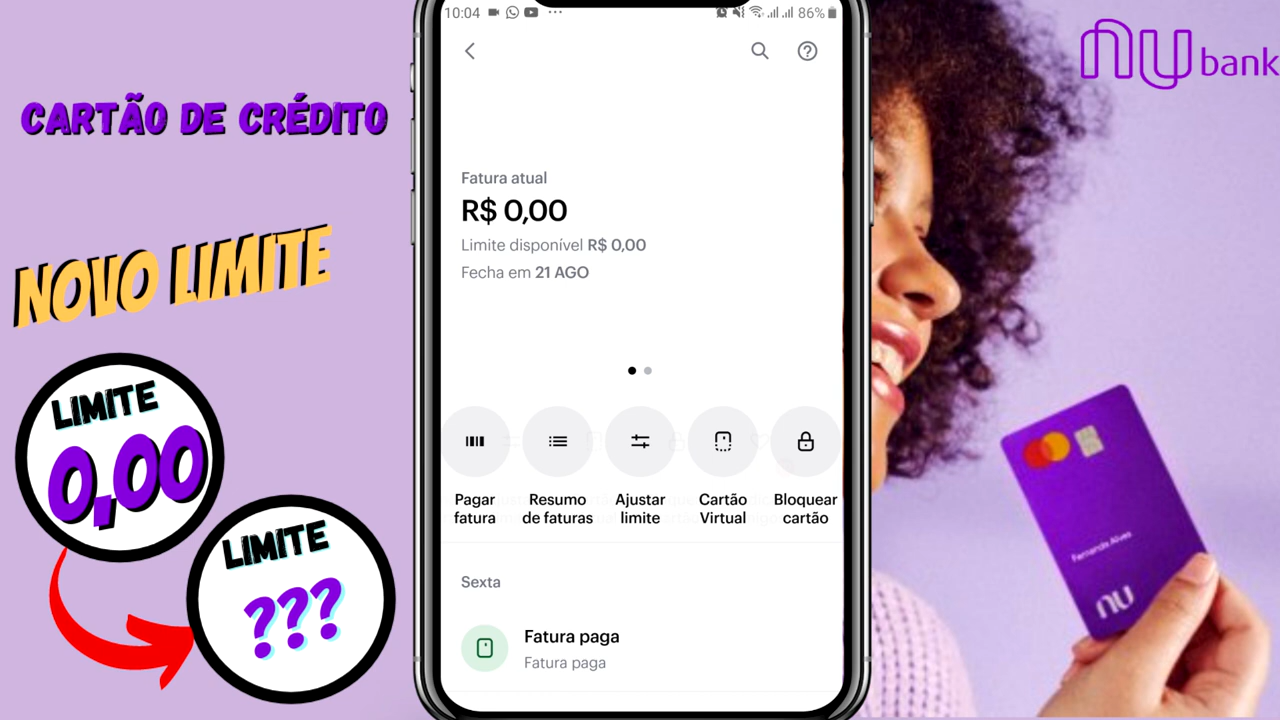 CARTÃO DE CRÉDITO
NOVO LIMITE
LIMITE
0,00
LIMITE
???
10:04
86%
Fatura atual
R$ 0,00
Limite disponível R$ 0,00
Fecha em 21 AGO
Pagar fatura
Resumo de faturas
Ajustar limite
Cartão Virtual
Bloquear cartão
Sexta
Fatura paga
Fatura paga
nu bank
Fernanda Alves
nu